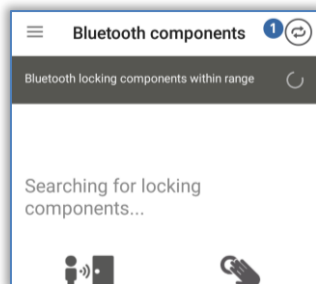 Bluetooth components 1
Bluetooth locking components within range
Searching for locking
components...